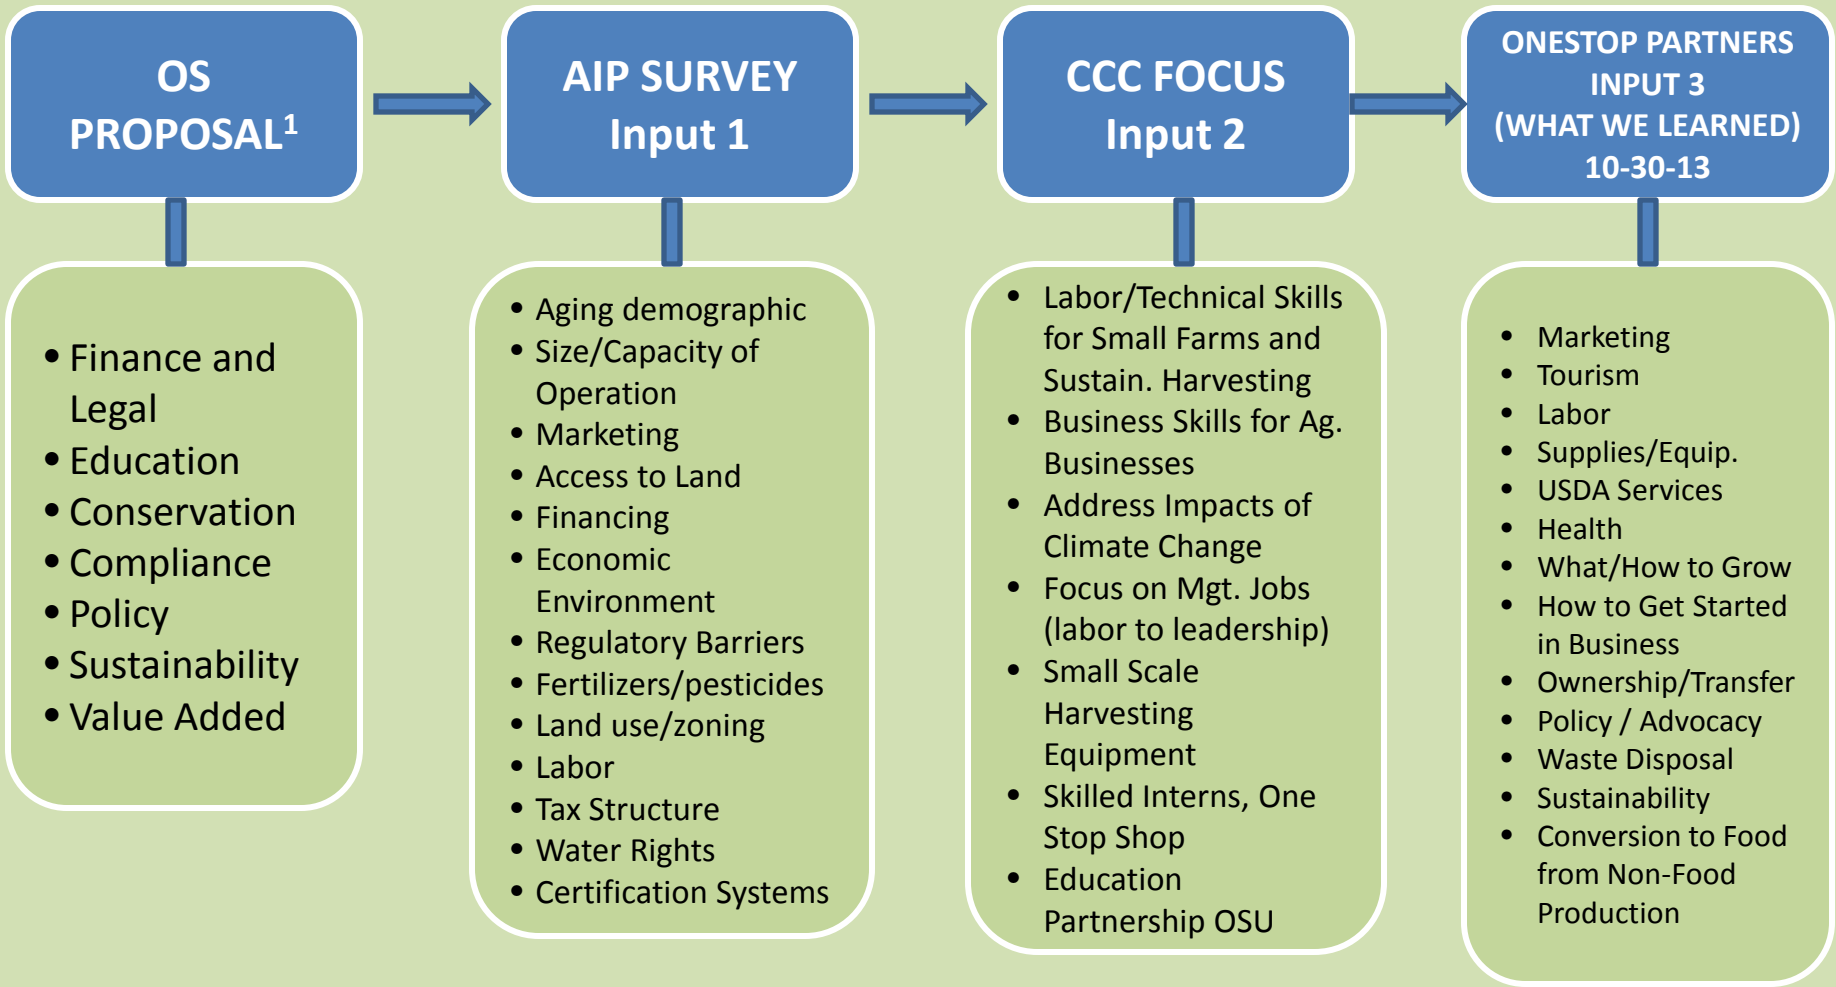 OS
PROPOSAL¹
AIP SURVEY
Input 1
CCC FOCUS
Input 2
ONESTOP PARTNERS
INPUT 3
(WHAT WE LEARNED)
10-30-13
• Finance and
Legal
• Education
• Conservation
• Compliance
• Policy
• Sustainability
• Value Added
• Aging demographic
• Size/Capacity of
Operation
• Marketing
• Access to Land
• Financing
• Economic
Environment
• Regulatory Barriers
• Fertilizers/pesticides
• Land use/zoning
• Labor
• Tax Structure
• Water Rights
• Certification Systems
• Labor/Technical Skills
for Small Farms and
Sustain. Harvesting
• Business Skills for Ag.
Businesses
• Address Impacts of
Climate Change
• Focus on Mgt. Jobs
(labor to leadership)
• Small Scale
Harvesting
Equipment
• Skilled Interns, One
Stop Shop
• Education
Partnership OSU
• Marketing
• Tourism
• Labor
• Supplies/Equip.
• USDA Services
• Health
• What/How to Grow
• How to Get Started
in Business
• Ownership/Transfer
• Policy / Advocacy
• Waste Disposal
• Sustainability
• Conversion to Food
from Non-Food
Production